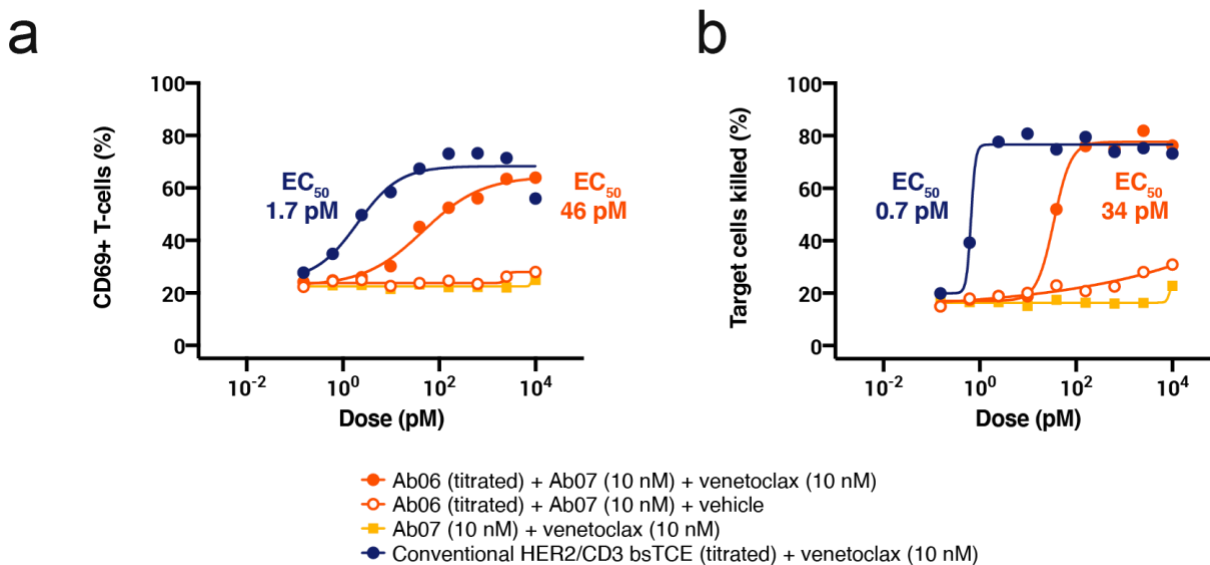 a
b
CD69+ T-cells (%)
100
80
60
40
20
0
10⁻²
10⁰
10²
10⁴
Dose (pM)
EC₅₀
1.7 pM
EC₅₀
46 pM
Target cells killed (%)
100
80
60
40
20
0
10⁻²
10⁰
10²
10⁴
Dose (pM)
EC₅₀
0.7 pM
EC₅₀
34 pM
Ab06 (titrated) + Ab07 (10 nM) + venetoclax (10 nM)
Ab06 (titrated) + Ab07 (10 nM) + vehicle
Ab07 (10 nM) + venetoclax (10 nM)
Conventional HER2/CD3 bsTCE (titrated) + venetoclax (10 nM)